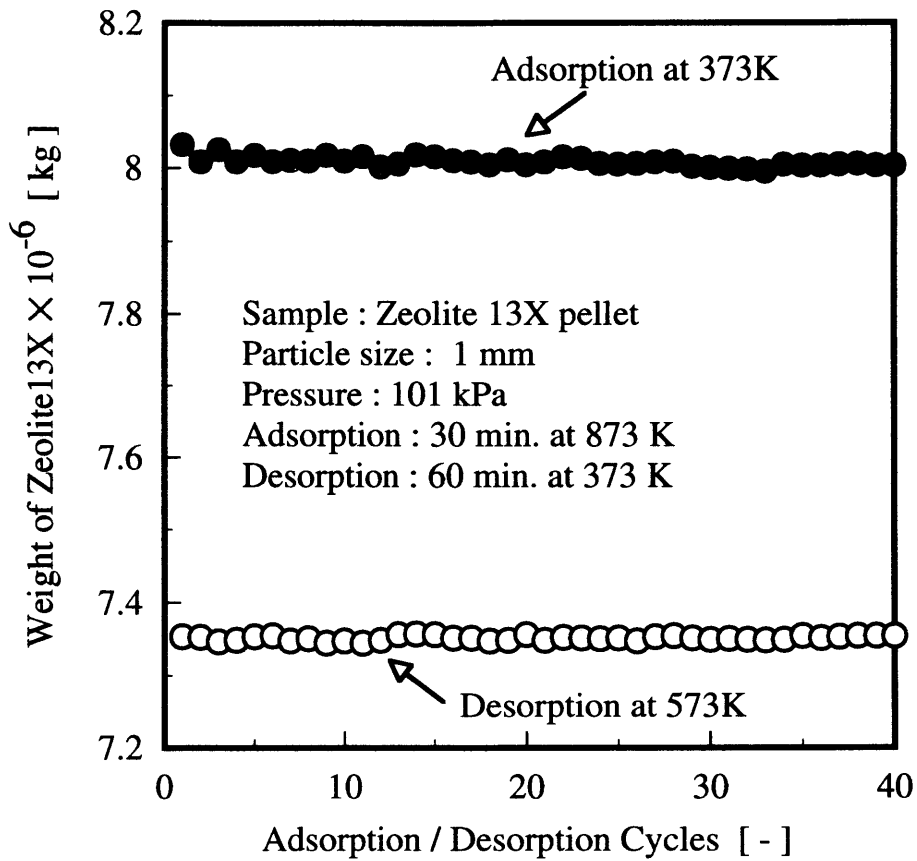 8.2
Adsorption at 373K
8
7.8
Sample : Zeolite 13X pellet
Particle size : 1 mm
Pressure : 101 kPa
Adsorption : 30 min. at 873 K
Desorption : 60 min. at 373 K
7.6
7.4
Desorption at 573K
7.2
0 10 20 30 40
Adsorption / Desorption Cycles [ - ]
Weight of Zeolite13X × 10⁻⁶ [ kg ]